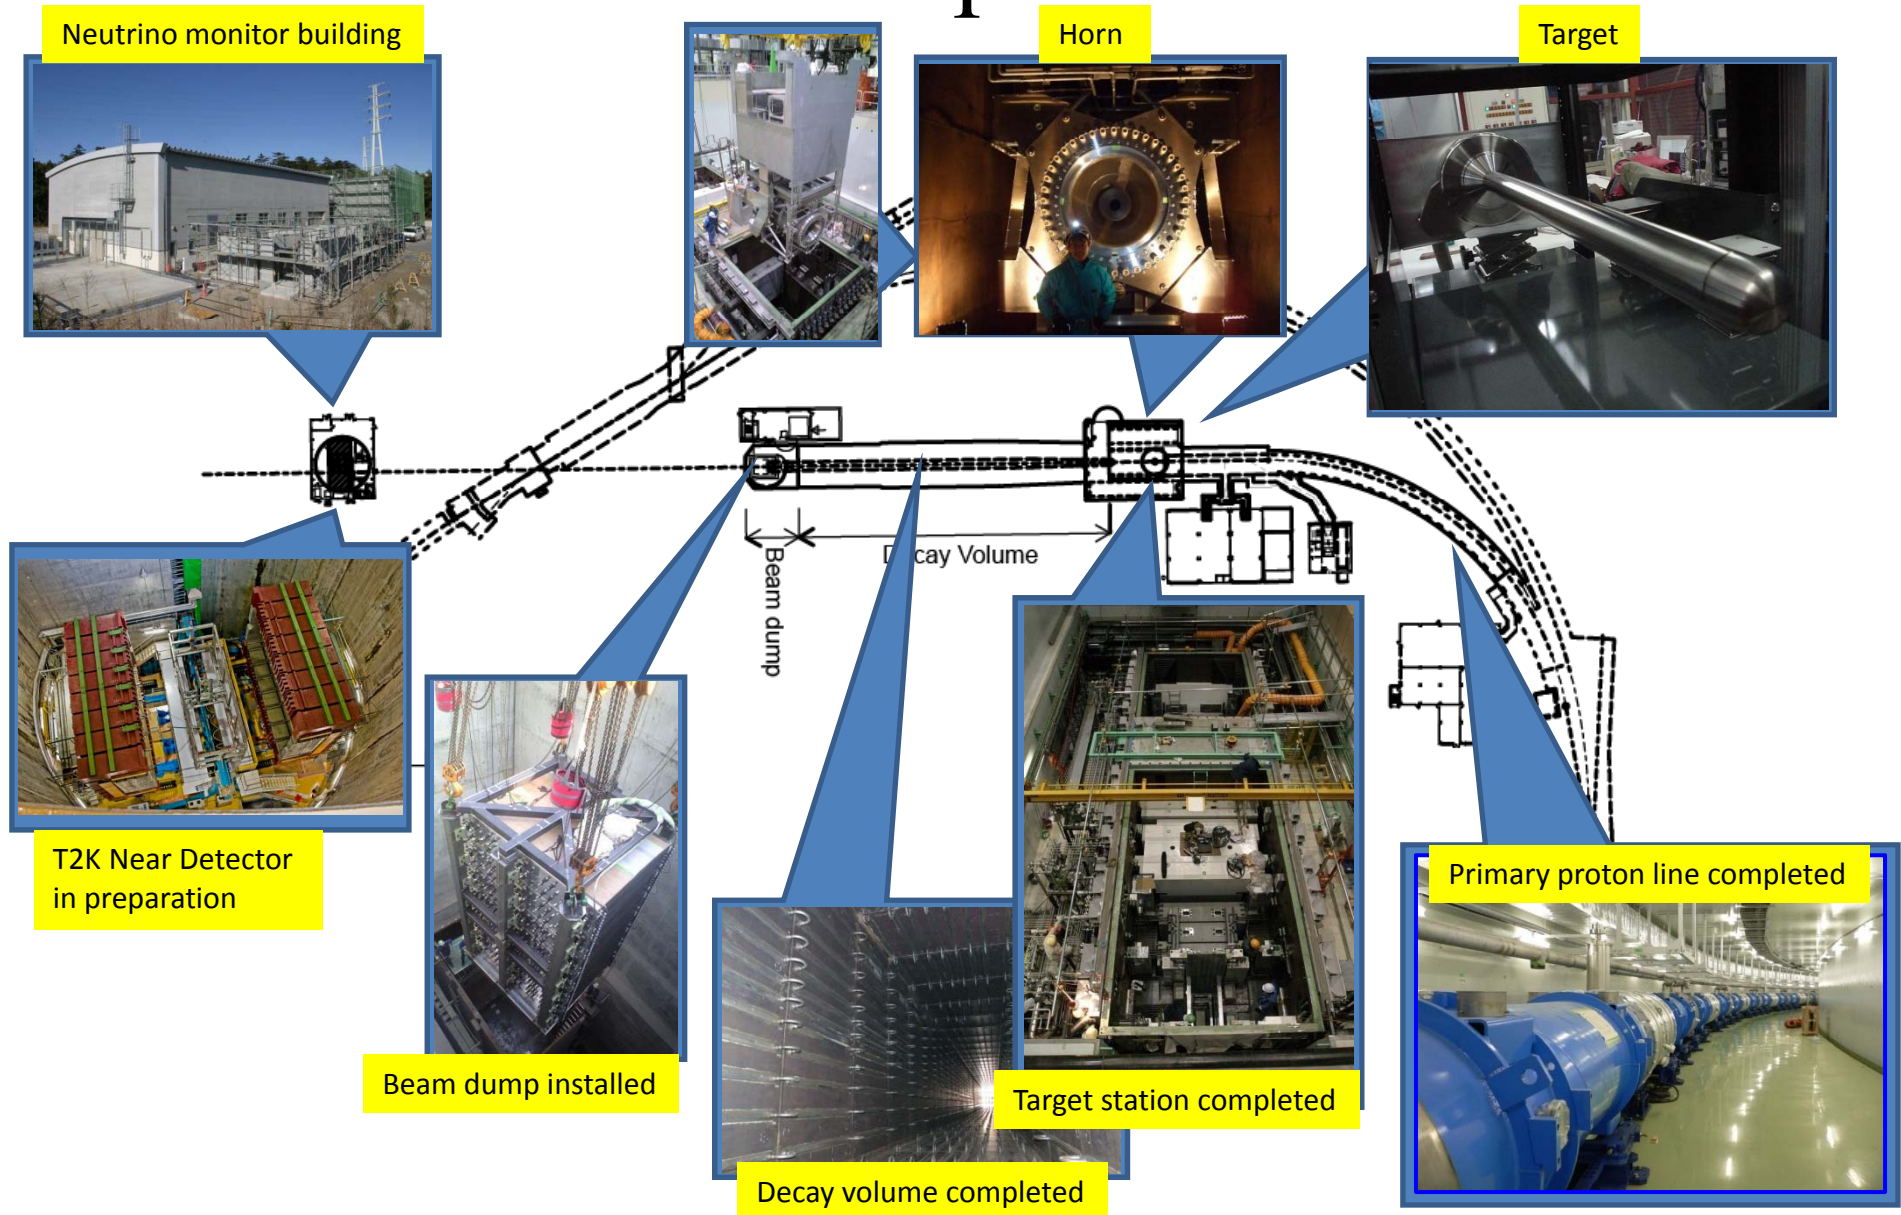 Neutrino monitor building
Horn
Target
Beam dump
Decay Volume
T2K Near Detector
in preparation
Beam dump installed
Decay volume completed
Target station completed
Primary proton line completed